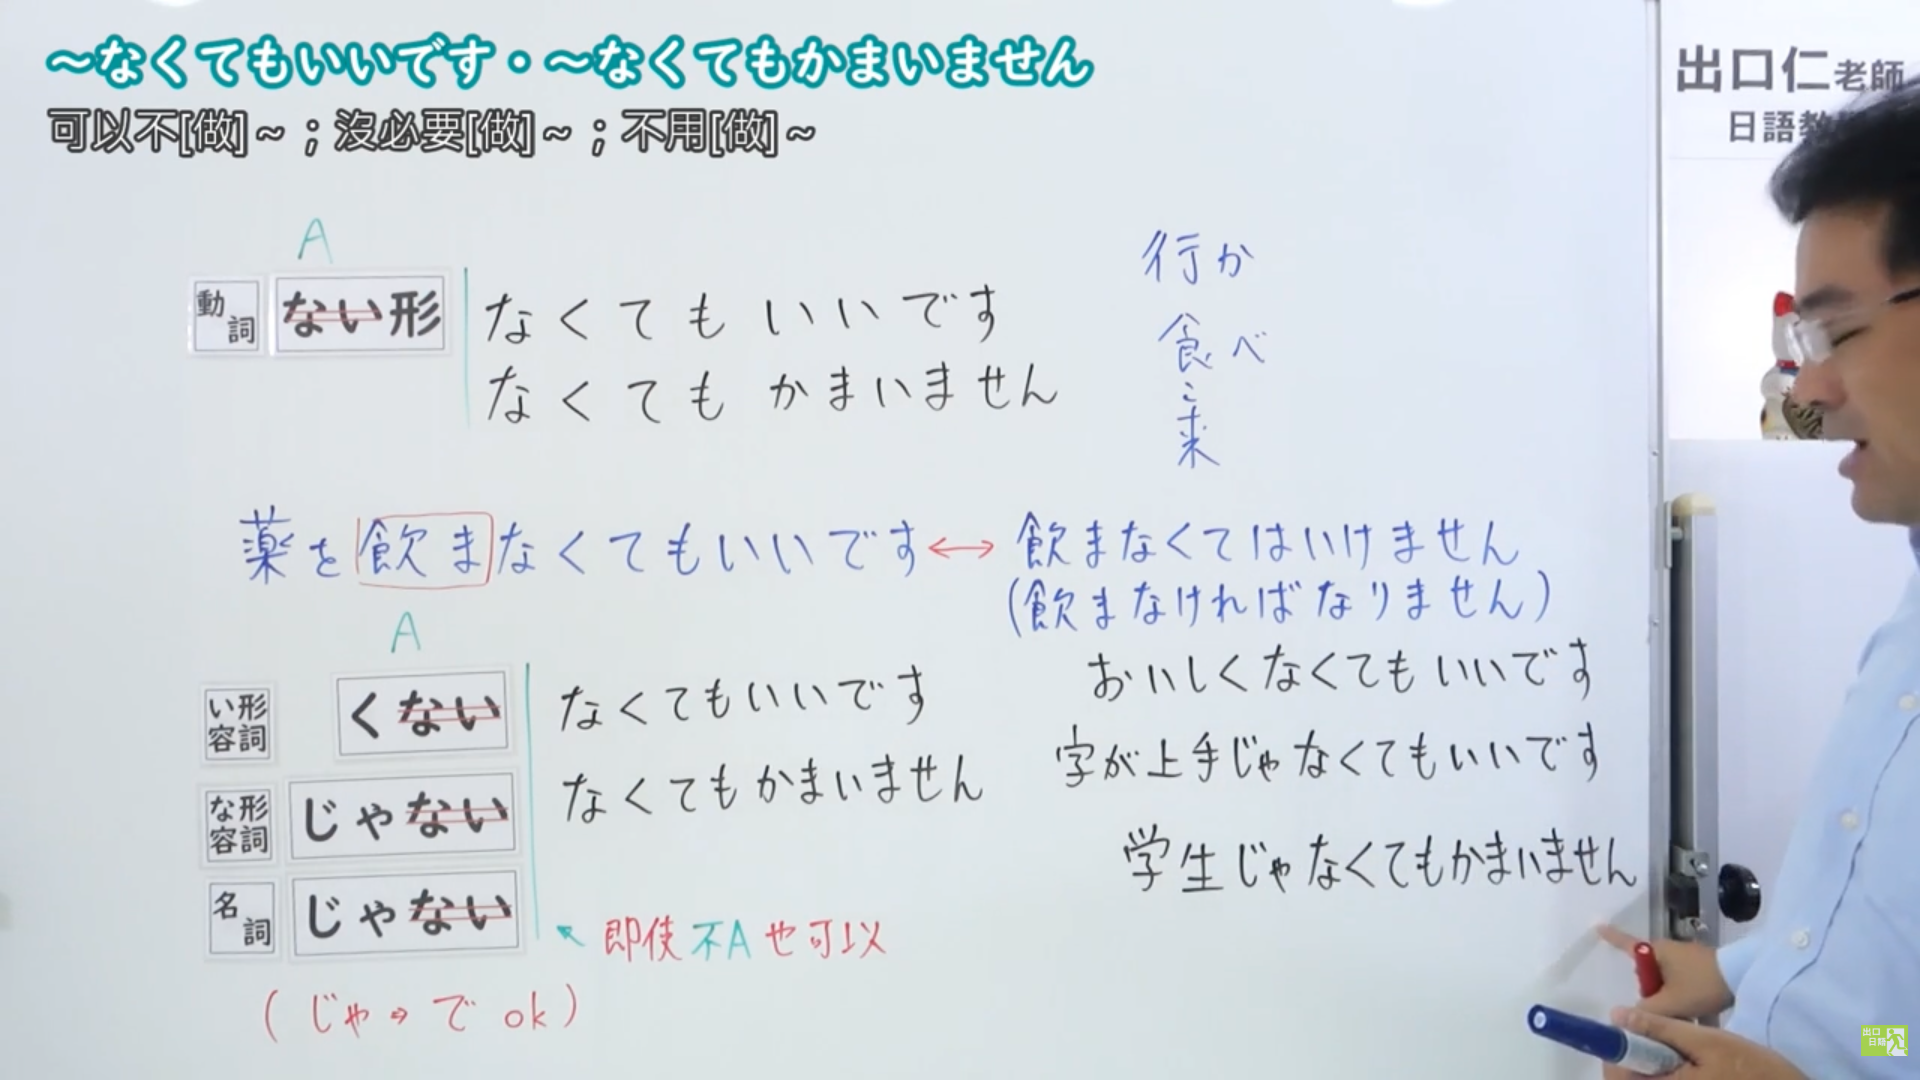 ～なくてもいいです・～なくてもかまいません
可以不[做]～；沒必要[做]～；不用[做]～
出口仁老師
日語教
A
動詞 ない形 なくてもいいです
なくてもかまいません
行か
食べ
こ
来
薬を飲まなくてもいいです↔飲まなくてはいけません
(飲まなければなりません)
A
い形容詞 くない なくてもいいです
な形容詞 じゃない なくてもかまいません
名詞 じゃない
おいしくなくてもいいです
字が上手じゃなくてもいいです
学生じゃなくてもかまいません
即使不A也可以
(じゃ⇒で ok)
出口
日語